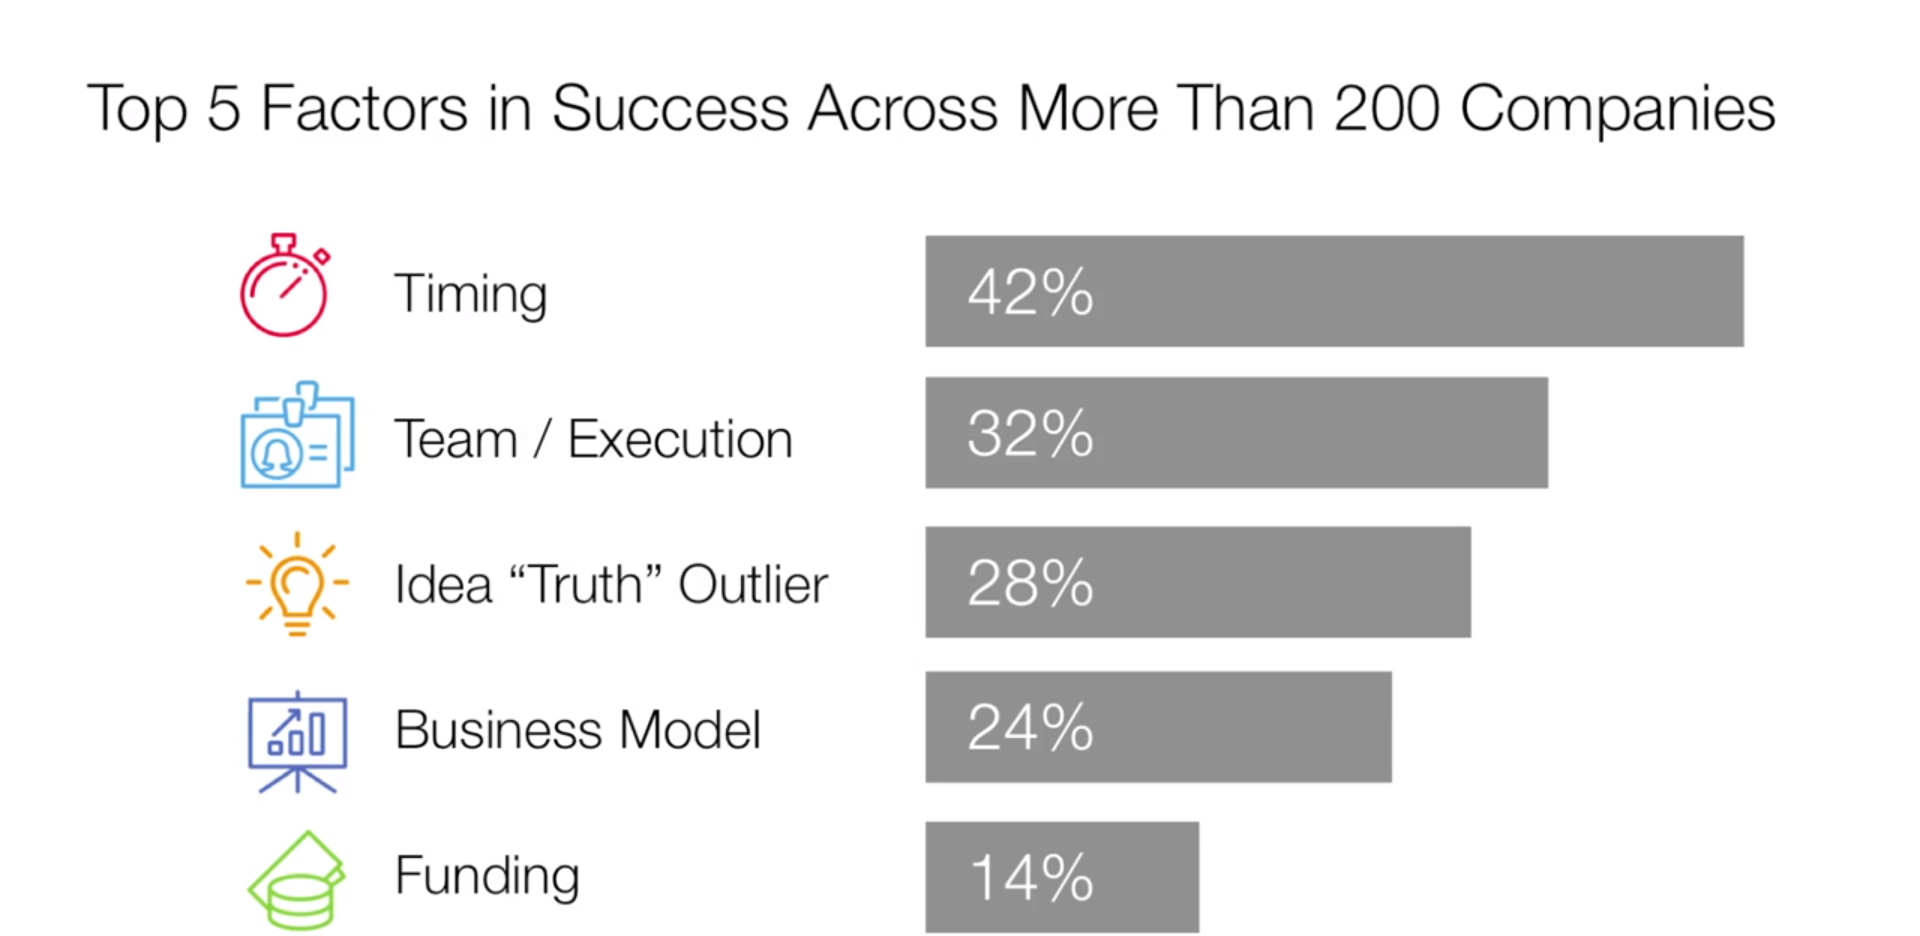 Top 5 Factors in Success Across More Than 200 Companies
Timing 42%
Team / Execution 32%
Idea “Truth” Outlier 28%
Business Model 24%
Funding 14%